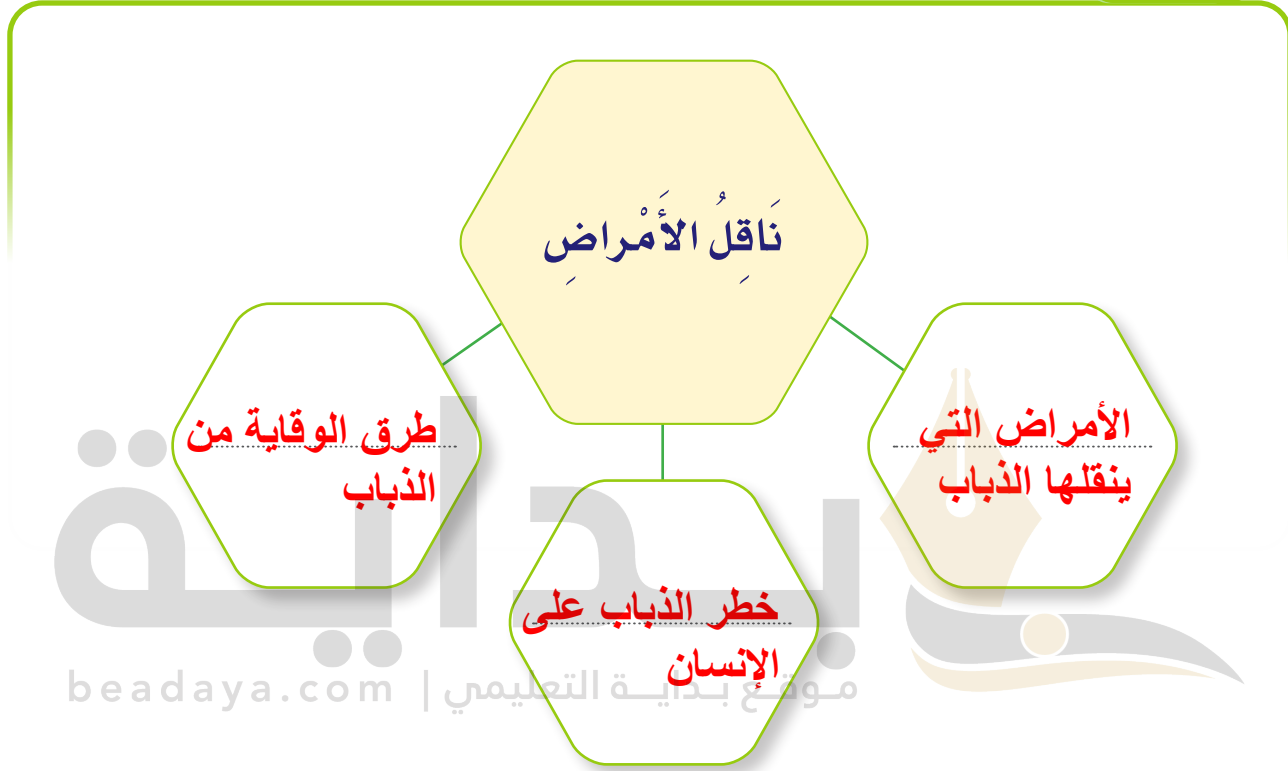 نَاقِلُ الأَمْراضِ
الأمراض التي
ينقلها الذباب
طرق الوقاية من
الذباب
خطر الذباب على
الإنسان
بداية
beadaya.com | موقع بداية التعليمي